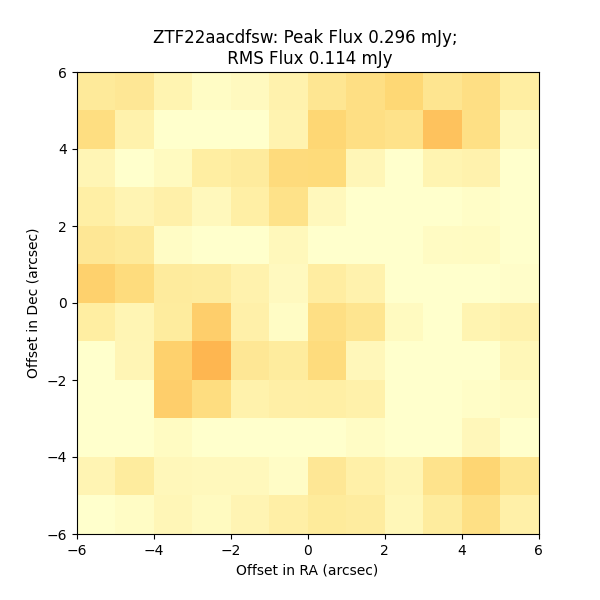 ZTF22aacdfsw: Peak Flux 0.296 mJy;
RMS Flux 0.114 mJy
6
4
2
0
−2
−4
−6
Offset in Dec (arcsec)
−6 −4 −2 0 2 4 6
Offset in RA (arcsec)